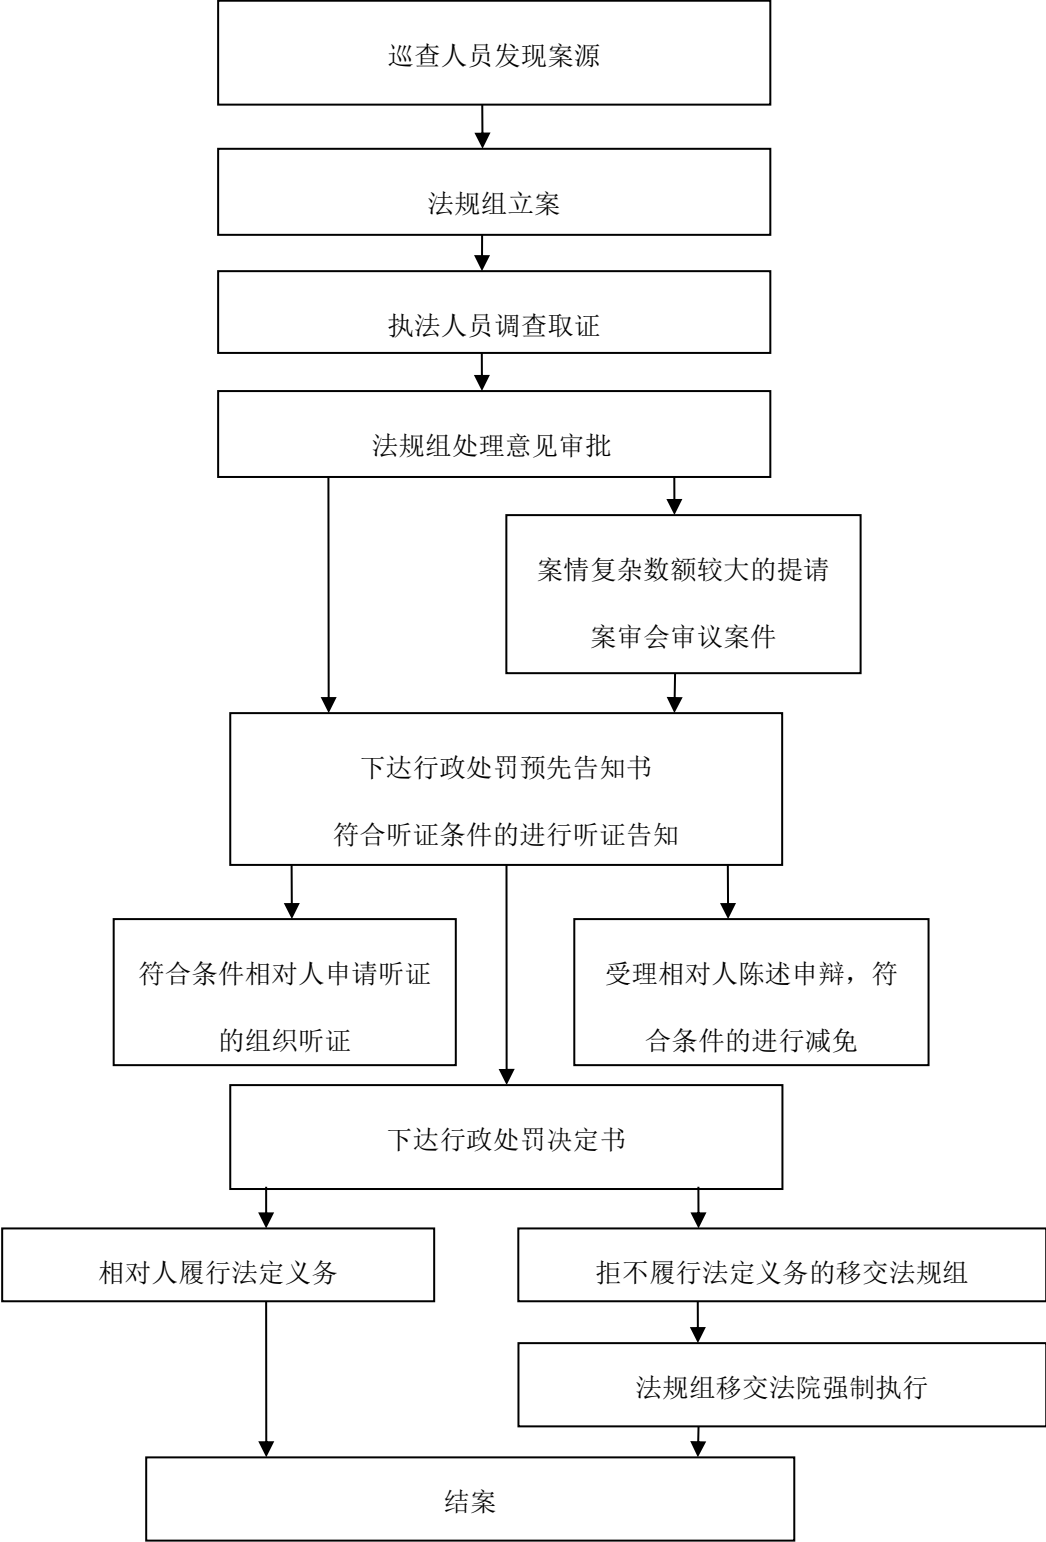 巡查人员发现案源
法规组立案
执法人员调查取证
法规组处理意见审批
案情复杂数额较大的提请
案审会审议案件
下达行政处罚预先告知书
符合听证条件的进行听证告知
符合条件相对人申请听证
的组织听证
受理相对人陈述申辩，符
合条件的进行减免
下达行政处罚决定书
相对人履行法定义务
拒不履行法定义务的移交法规组
法规组移交法院强制执行
结案